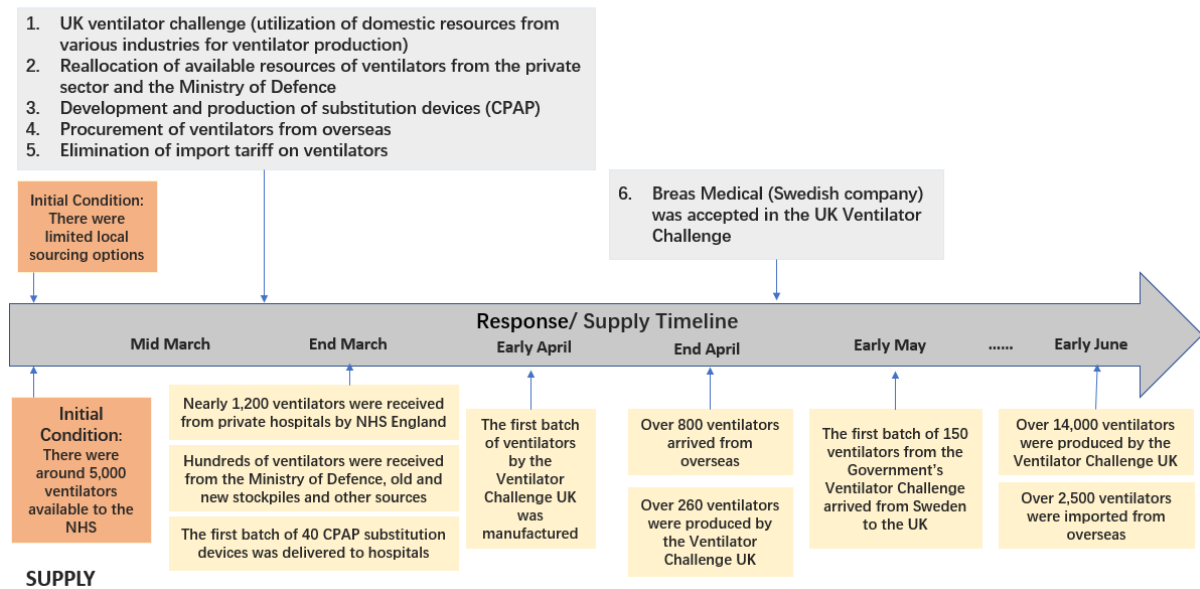 1. UK ventilator challenge (utilization of domestic resources from
various industries for ventilator production)
2. Reallocation of available resources of ventilators from the private
sector and the Ministry of Defence
3. Development and production of substitution devices (CPAP)
4. Procurement of ventilators from overseas
5. Elimination of import tariff on ventilators
Initial Condition:
There were
limited local
sourcing options
6. Breas Medical (Swedish company)
was accepted in the UK Ventilator
Challenge
Response/ Supply Timeline
Mid March
End March
Early April
End April
Early May
......
Early June
Initial
Condition:
There were
around 5,000
ventilators
available to the
NHS
Nearly 1,200 ventilators were received
from private hospitals by NHS England
Hundreds of ventilators were received
from the Ministry of Defence, old and
new stockpiles and other sources
The first batch of 40 CPAP substitution
devices was delivered to hospitals
The first batch
of ventilators
by the
Ventilator
Challenge UK
was
manufactured
Over 800 ventilators
arrived from
overseas
Over 260 ventilators
were produced by
the Ventilator
Challenge UK
The first batch of 150
ventilators from the
Government’s
Ventilator Challenge
arrived from Sweden
to the UK
Over 14,000 ventilators
were produced by the
Ventilator Challenge UK
Over 2,500 ventilators
were imported from
overseas
SUPPLY